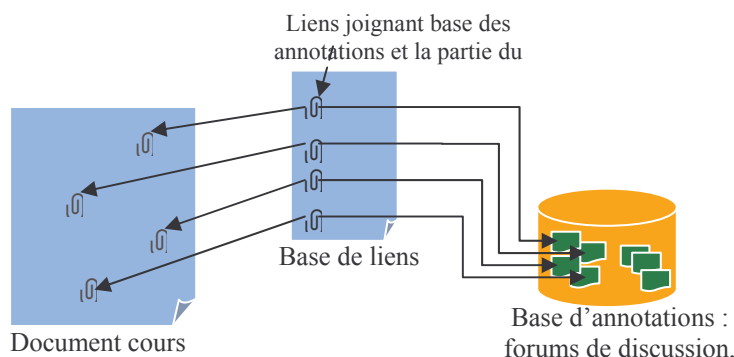 Liens joignant base des
annotations et la partie du
Base de liens
Document cours
Base d’annotations :
forums de discussion,